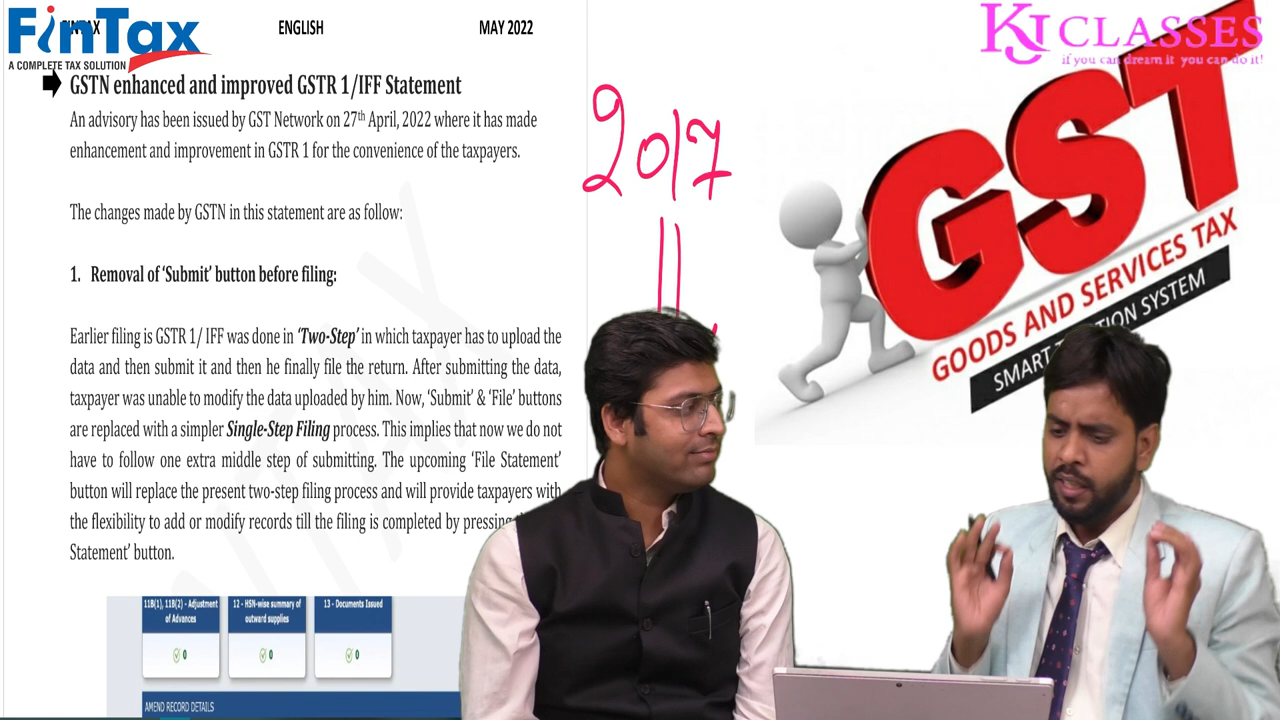 FinTax
A COMPLETE TAX SOLUTION
ENGLISH
MAY 2022
KJ CLASSES
if you can dream it you can do it!
GSTN enhanced and improved GSTR 1/IFF Statement
An advisory has been issued by GST Network on 27th April, 2022 where it has made
enhancement and improvement in GSTR 1 for the convenience of the taxpayers.
The changes made by GSTN in this statement are as follow:
1. Removal of ‘Submit’ button before filing:
Earlier filing is GSTR 1/ IFF was done in ‘Two-Step’ in which taxpayer has to upload the
data and then submit it and then he finally file the return. After submitting the data,
taxpayer was unable to modify the data uploaded by him. Now, ‘Submit’ & ‘File’ buttons
are replaced with a simpler Single-Step Filing process. This implies that now we do not
have to follow one extra middle step of submitting. The upcoming ‘File Statement’
button will replace the present two-step filing process and will provide taxpayers with
the flexibility to add or modify records till the filing is completed by pressing
Statement’ button.
11B(1), 11B(2) - Adjustment
of Advances
0
12 - HSN-wise summary of
outward supplies
0
13 - Documents Issued
0
AMEND RECORD DETAILS
2017
GST
GOODS AND SERVICES TAX
SMART
SYSTEM